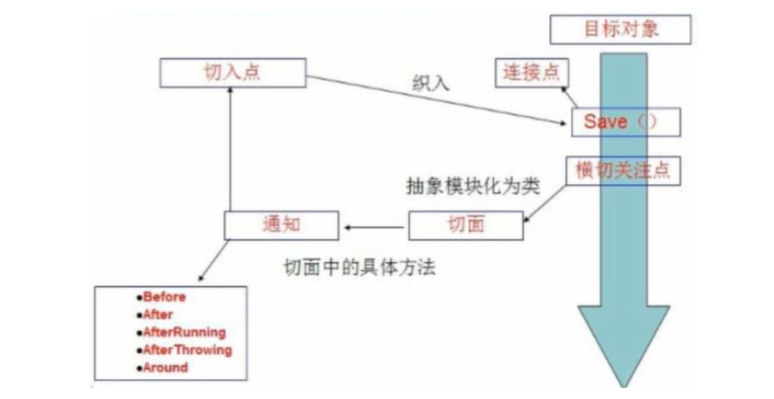 目标对象
切入点
连接点
织入
Save（）
横切关注点
抽象模块化为类
通知
切面
切面中的具体方法
●Before
●After
●AfterRunning
●AfterThrowing
●Around